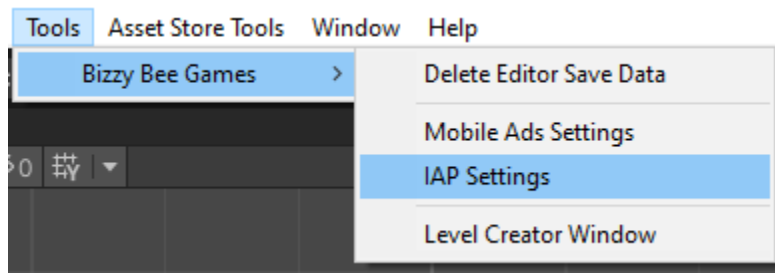 Tools Asset Store Tools Window Help
Bizzy Bee Games >
Delete Editor Save Data
Mobile Ads Settings
IAP Settings
Level Creator Window
0
Y